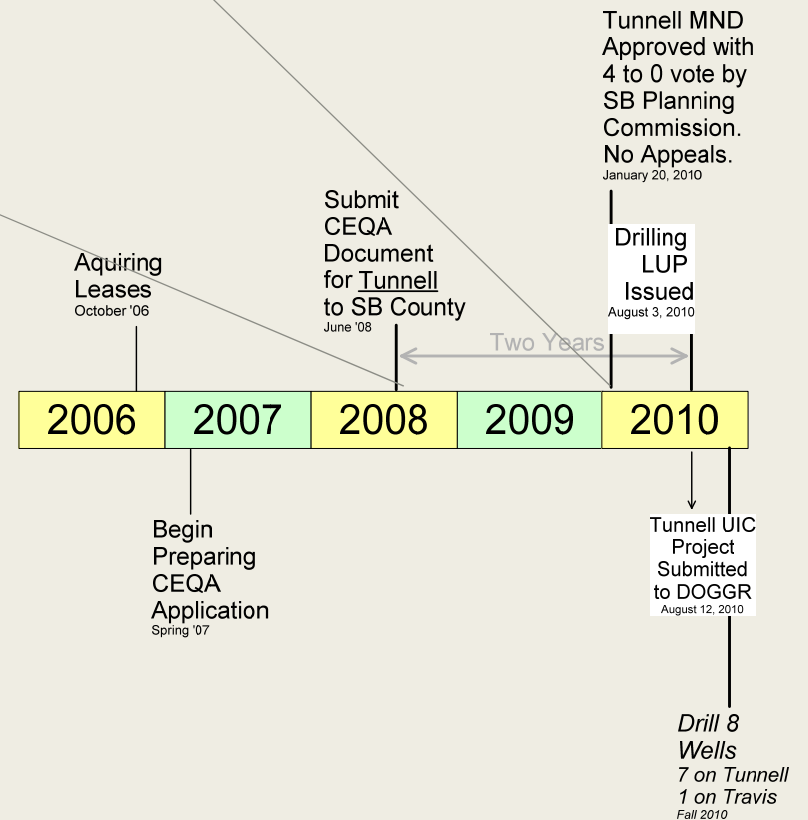 Tunnell MND
Approved with
4 to 0 vote by
SB Planning
Commission.
No Appeals.
January 20, 2010
Submit
CEQA
Document
for Tunnell
to SB County
June '08
Drilling
LUP
Issued
August 3, 2010
Aquiring
Leases
October '06
Two Years
2006 2007 2008 2009 2010
Begin
Preparing
CEQA
Application
Spring '07
Tunnell UIC
Project
Submitted
to DOGGR
August 12, 2010
Drill 8
Wells
7 on Tunnell
1 on Travis
Fall 2010